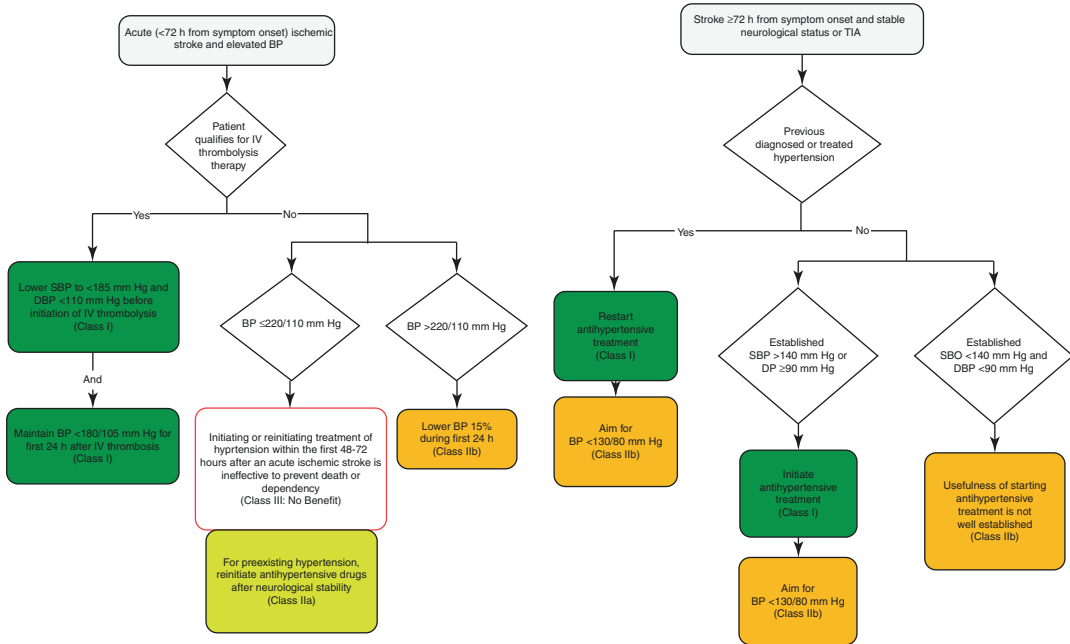 Acute (<72 h from symptom onset) ischemic
stroke and elevated BP
Patient
qualifies for IV
thrombolysis
therapy
Yes
No
Lower SBP to <185 mm Hg and
DBP <110 mm Hg before
initiation of IV thrombolysis
(Class I)
And
Maintain BP <180/105 mm Hg for
first 24 h after IV thrombosis
(Class I)
BP ≤220/110 mm Hg
BP >220/110 mm Hg
Initiating or reinitiating treatment of
hyprtension within the first 48-72
hours after an acute ischemic stroke is
ineffective to prevent death or
dependency
(Class III: No Benefit)
For preexisting hypertension,
reinitiate antihypertensive drugs
after neurological stability
(Class IIa)
Lower BP 15%
during first 24 h
(Class IIb)
Stroke ≥72 h from symptom onset and stable
neurological status or TIA
Previous
diagnosed or treated
hypertension
Yes
No
Restart
antihypertensive
treatment
(Class I)
Aim for
BP <130/80 mm Hg
(Class IIb)
Established
SBP >140 mm Hg or
DP ≥90 mm Hg
Initiate
antihypertensive
treatment
(Class I)
Aim for
BP <130/80 mm Hg
(Class IIb)
Established
SBO <140 mm Hg and
DBP <90 mm Hg
Usefulness of starting
antihypertensive
treatment is not
well established
(Class IIb)